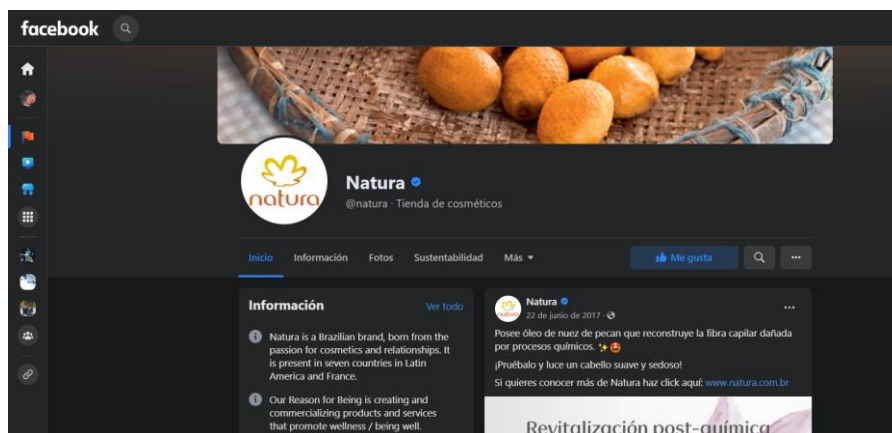 facebook
natura
Natura
@natura · Tienda de cosméticos
Inicio Información Fotos Sustentabilidad Más Me gusta
Información Ver todo
Natura is a Brazilian brand, born from the
passion for cosmetics and relationships. It
is present in seven countries in Latin
America and France.
Our Reason for Being is creating and
commercializing products and services
that promote wellness / being well.
natura
Natura
22 de junio de 2017 ·
Posee óleo de nuez de pecan que reconstruye la fibra capilar dañada
por procesos químicos. ✨🤩
¡Pruébalo y luce un cabello suave y sedoso!
Si quieres conocer más de Natura haz click aquí: www.natura.com.br
Revitalización post-química